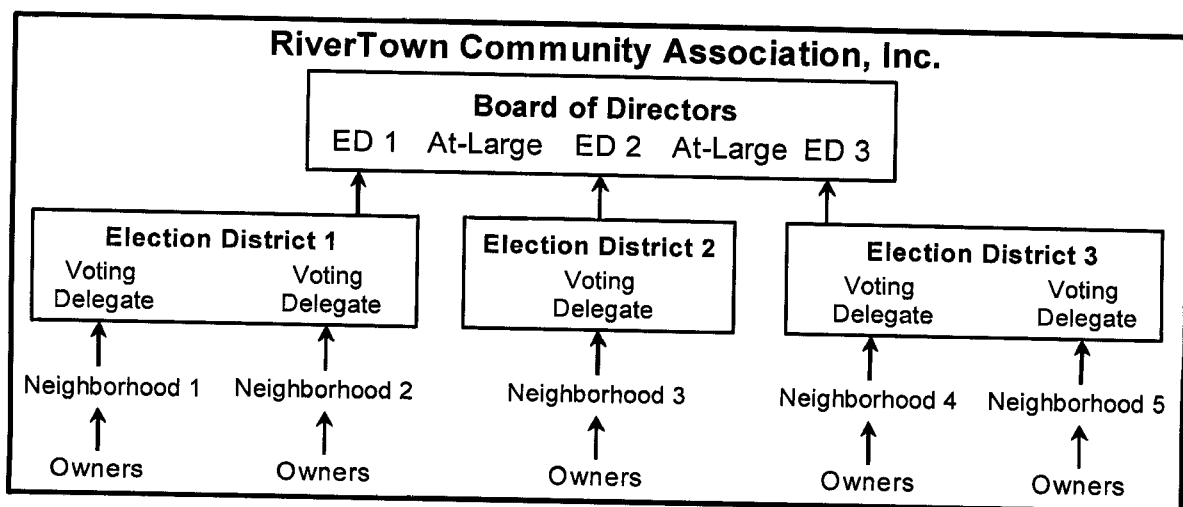 RiverTown Community Association, Inc.
Board of Directors
ED 1 At-Large ED 2 At-Large ED 3
Election District 1
Voting Voting
Delegate Delegate
Election District 2
Voting
Delegate
Election District 3
Voting Voting
Delegate Delegate
Neighborhood 1 Neighborhood 2 Neighborhood 3 Neighborhood 4 Neighborhood 5
Owners Owners Owners Owners Owners